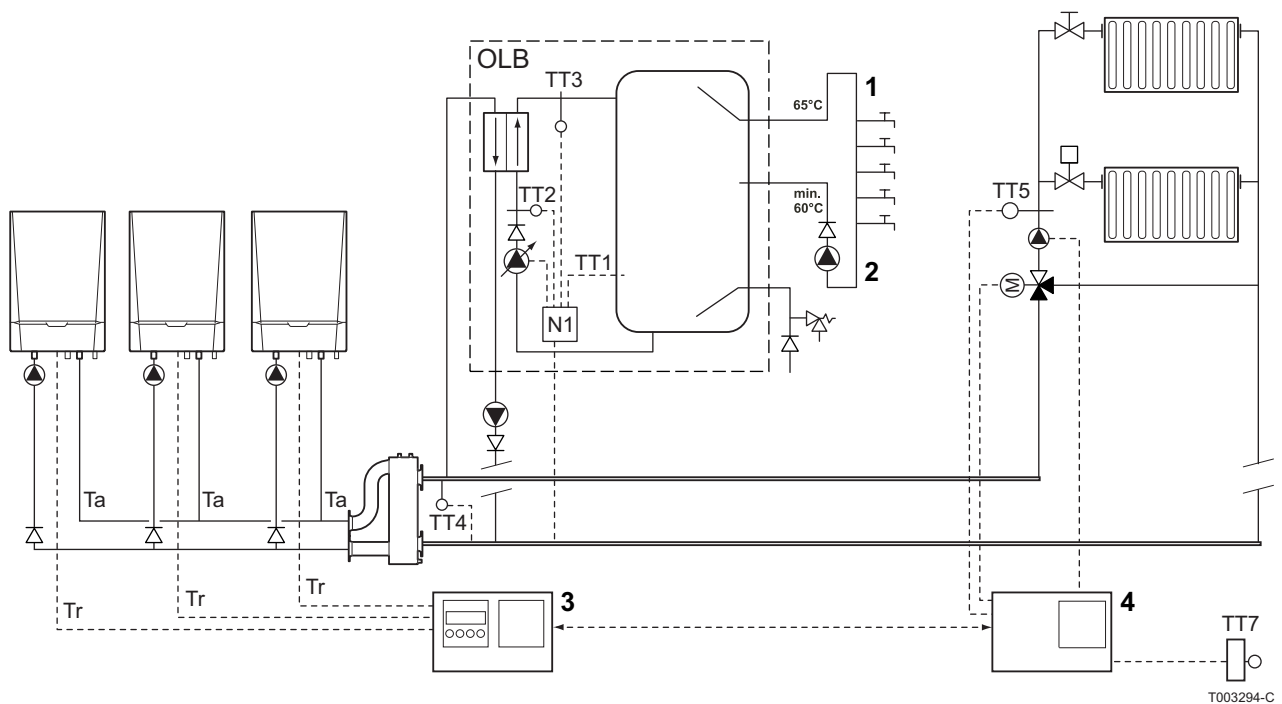 OLB
TT3
65°C
1
TT2
min.
60°C
TT5
TT1
2
M
N1
Ta
Ta
Ta
TT4
Tr
Tr
Tr
3
4
TT7
T003294-C